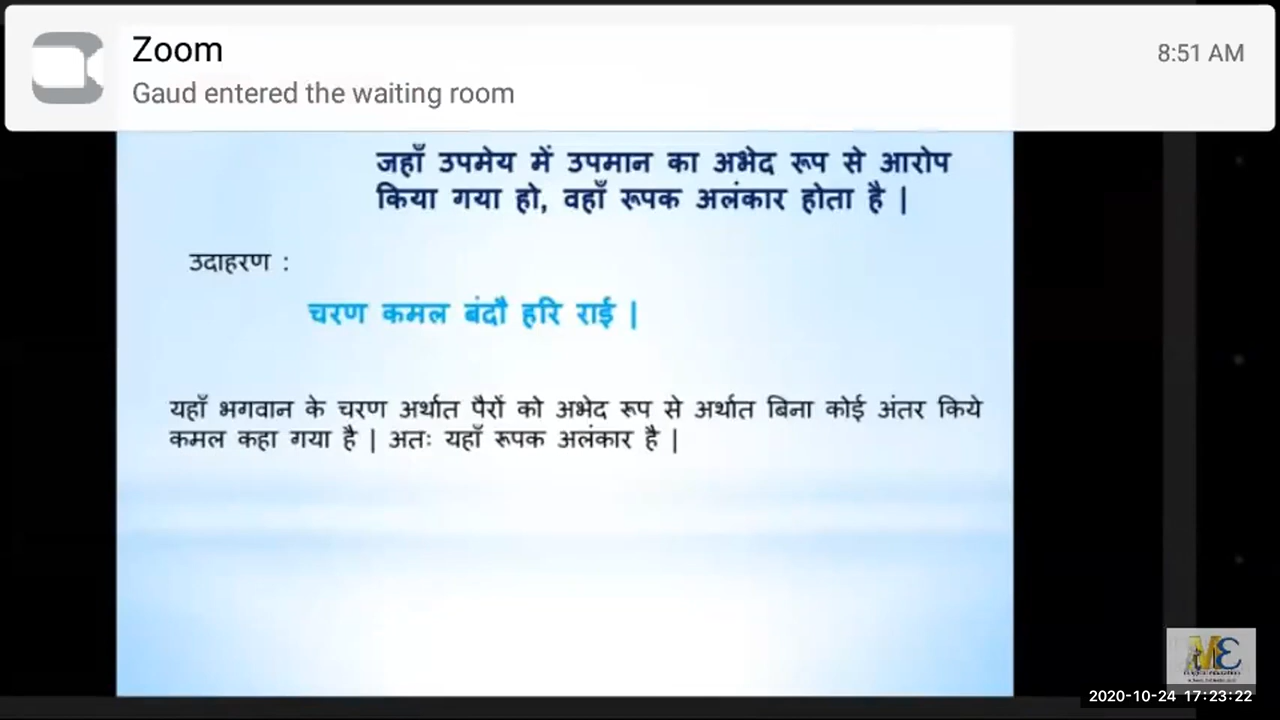 Zoom
8:51 AM
Gaud entered the waiting room
जहाँ उपमेय में उपमान का अभेद रूप से आरोप
किया गया हो, वहाँ रूपक अलंकार होता है |
उदाहरण :
चरण कमल बंदौ हरि राई |
यहाँ भगवान के चरण अर्थात पैरों को अभेद रूप से अर्थात बिना कोई अंतर किये
कमल कहा गया है | अतः यहाँ रूपक अलंकार है |
2020-10-24 17:23:22